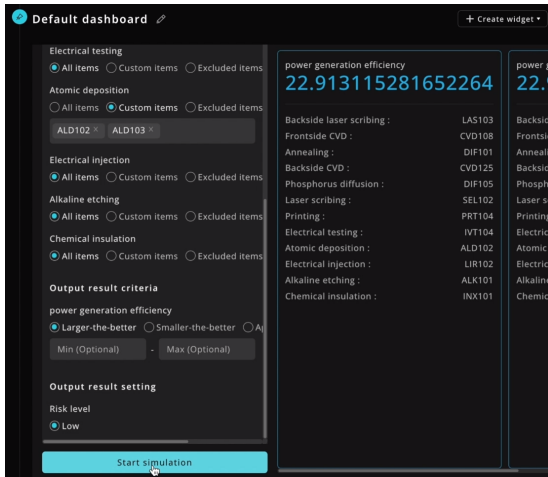 Default dashboard
+ Create widget
Electrical testing
All items Custom items Excluded items
Atomic deposition
All items Custom items Excluded items
ALD102 × ALD103 ×
Electrical injection
All items Custom items Excluded items
Alkaline etching
All items Custom items Excluded items
Chemical insulation
All items Custom items Excluded items
Output result criteria
power generation efficiency
Larger-the-better Smaller-the-better
Min (Optional) - Max (Optional)
Output result setting
Risk level
Low
Start simulation
power generation efficiency
22.913115281652264
Backside laser scribing : LAS103
Frontside CVD : CVD108
Annealing : DIF101
Backside CVD : CVD125
Phosphorus diffusion : DIF105
Laser scribing : SEL102
Printing : PRT104
Electrical testing : IVT104
Atomic deposition : ALD102
Electrical injection : LIR102
Alkaline etching : ALK101
Chemical insulation : INX101
power
22.